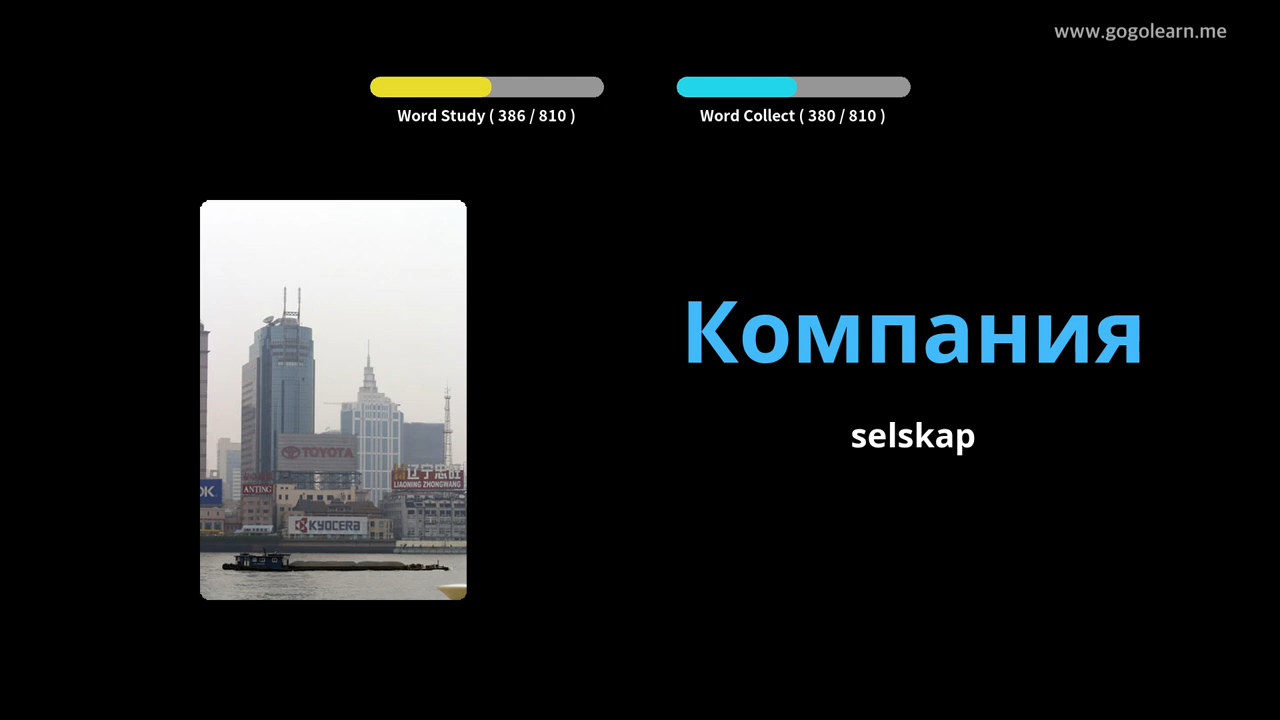 www.gogolearn.me
Word Study ( 386 / 810 )
Word Collect ( 380 / 810 )
Компания
selskap
TOYOTA
辽宁忠旺
LIAONING ZHONGWANG
OK
ANTING
KYOCERA